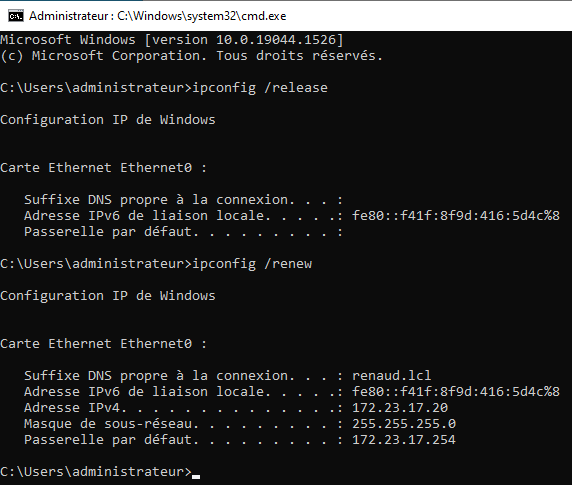 Administrateur : C:\Windows\system32\cmd.exe
Microsoft Windows [version 10.0.19044.1526]
(c) Microsoft Corporation. Tous droits réservés.
C:\Users\administrateur>ipconfig /release
Configuration IP de Windows
Carte Ethernet Ethernet0 :
   Suffixe DNS propre à la connexion. . . :
   Adresse IPv6 de liaison locale. . . . .: fe80::f41f:8f9d:416:5d4c%8
   Passerelle par défaut. . . . . . . . . :
C:\Users\administrateur>ipconfig /renew
Configuration IP de Windows
Carte Ethernet Ethernet0 :
   Suffixe DNS propre à la connexion. . . : renaud.lcl
   Adresse IPv6 de liaison locale. . . . .: fe80::f41f:8f9d:416:5d4c%8
   Adresse IPv4. . . . . . . . . . . . . .: 172.23.17.20
   Masque de sous-réseau. . . . . . . . . : 255.255.255.0
   Passerelle par défaut. . . . . . . . . : 172.23.17.254
C:\Users\administrateur>